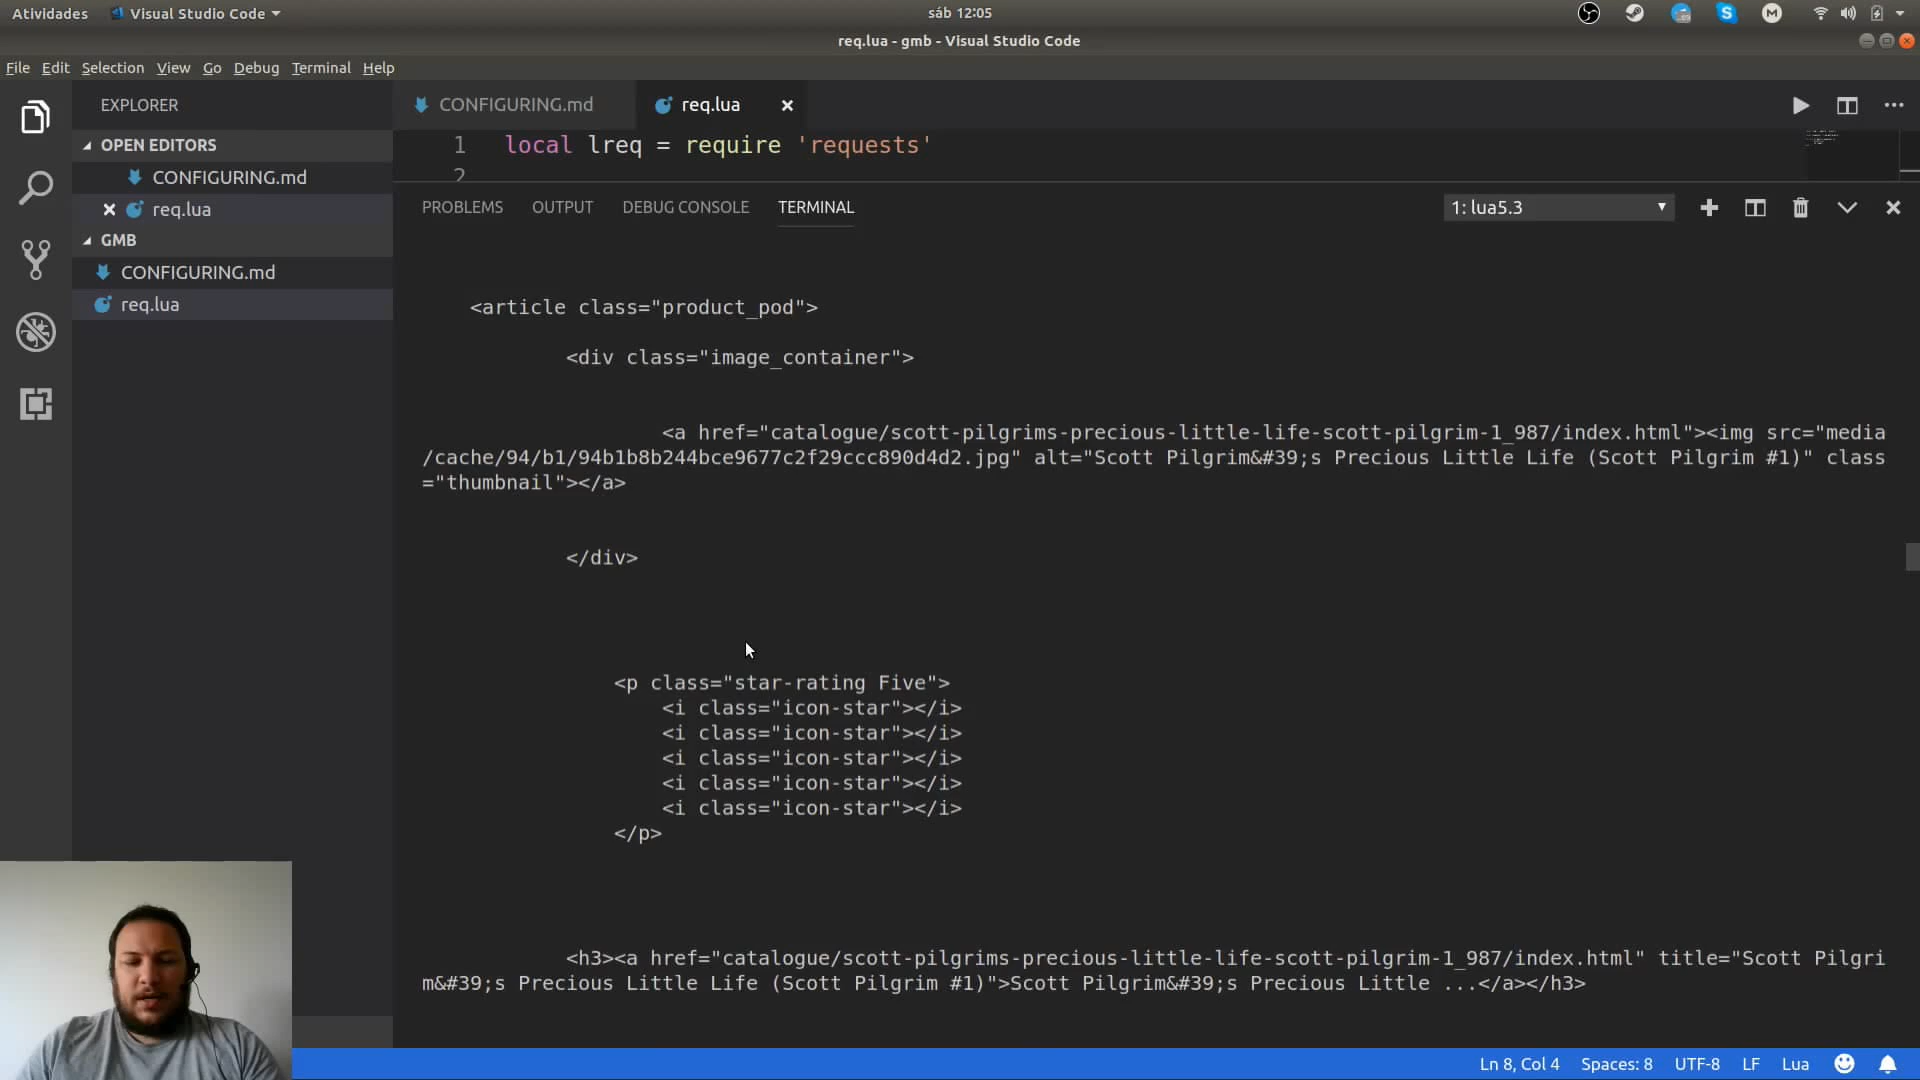 Atividades Visual Studio Code sáb 12:05
req.lua - gmb - Visual Studio Code
File Edit Selection View Go Debug Terminal Help
EXPLORER
OPEN EDITORS
CONFIGURING.md
req.lua
GMB
CONFIGURING.md
req.lua
CONFIGURING.md req.lua
1 local lreq = require 'requests'
2
PROBLEMS OUTPUT DEBUG CONSOLE TERMINAL 1: lua5.3
<article class="product_pod">
<div class="image_container">
<a href="catalogue/scott-pilgrims-precious-little-life-scott-pilgrim-1_987/index.html"><img src="media
/cache/94/b1/94b1b8b244bce9677c2f29ccc890d4d2.jpg" alt="Scott Pilgrim&#39;s Precious Little Life (Scott Pilgrim #1)" class
="thumbnail"></a>
</div>
<p class="star-rating Five">
<i class="icon-star"></i>
<i class="icon-star"></i>
<i class="icon-star"></i>
<i class="icon-star"></i>
<i class="icon-star"></i>
</p>
<h3><a href="catalogue/scott-pilgrims-precious-little-life-scott-pilgrim-1_987/index.html" title="Scott Pilgri
m&#39;s Precious Little Life (Scott Pilgrim #1)">Scott Pilgrim&#39;s Precious Little ...</a></h3>
Ln 8, Col 4 Spaces: 8 UTF-8 LF Lua